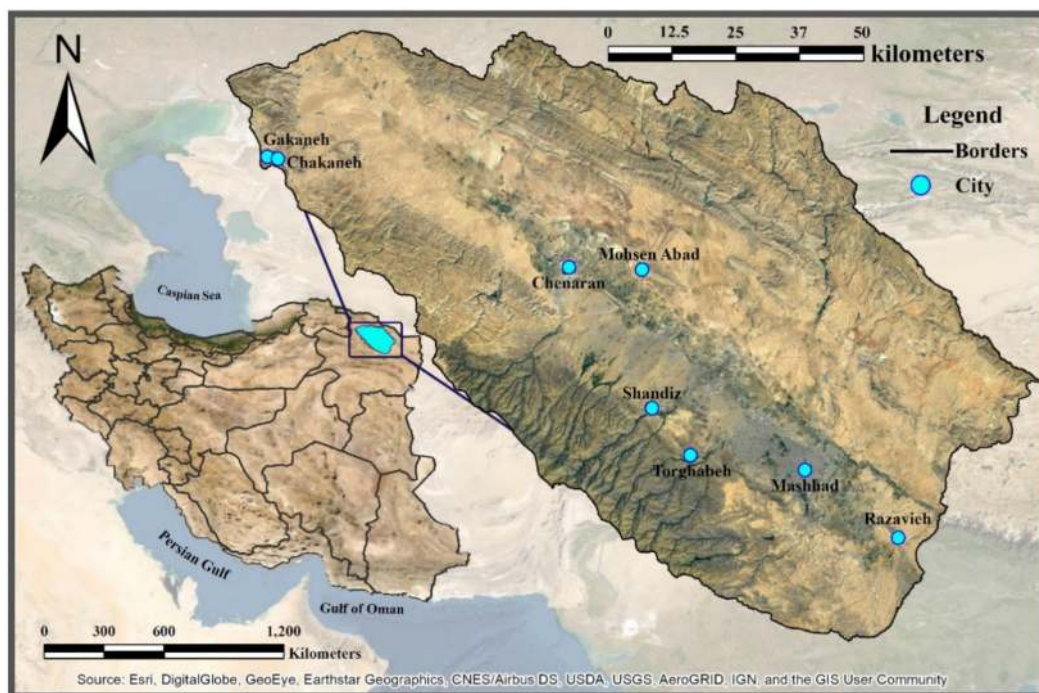 N
0 12.5 25 37 50
kilometers
Legend
Borders
City
Gakaneh
Chakaneh
Mohsen Abad
Chenaran
Caspian Sea
Shandiz
Torghabeh
Mashhad
Razavieh
Persian Gulf
Gulf of Oman
0 300 600 1,200
Kilometers
Source: Esri, DigitalGlobe, GeoEye, Earthstar Geographics, CNES/Airbus DS, USDA, USGS, AeroGRID, IGN, and the GIS User Community